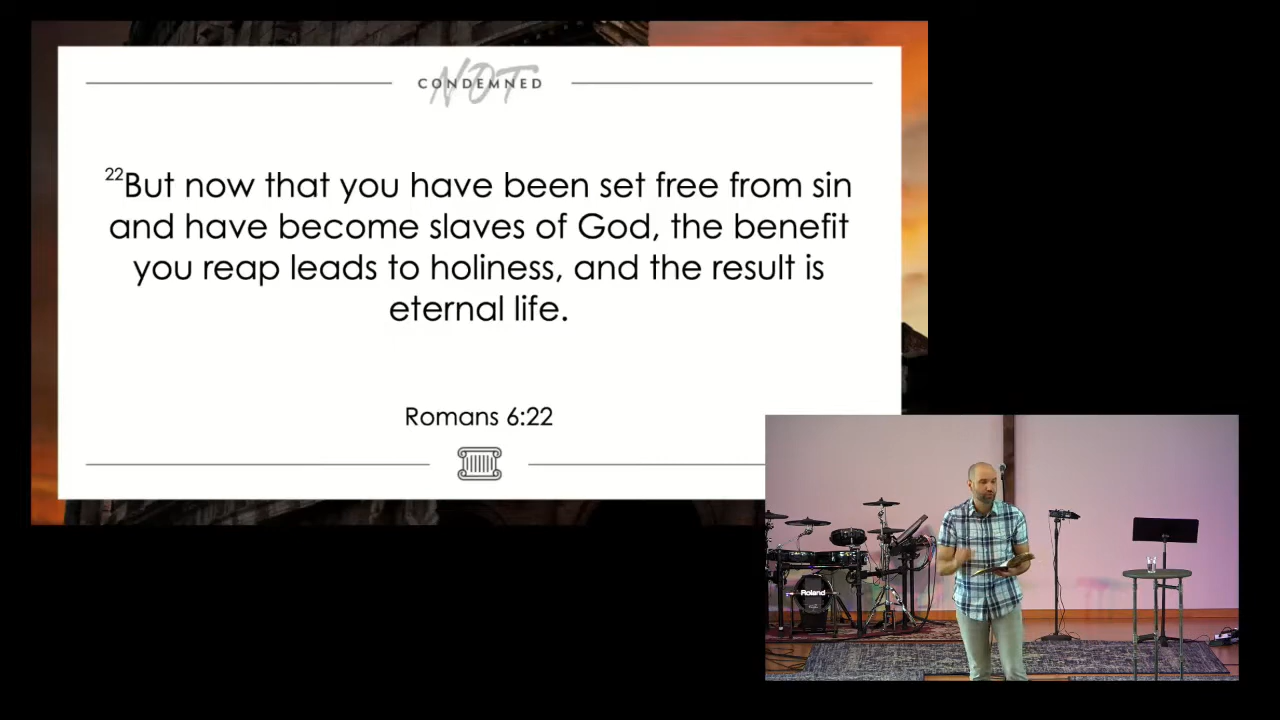 NOT
CONDEMNED
22But now that you have been set free from sin
and have become slaves of God, the benefit
you reap leads to holiness, and the result is
eternal life.
Romans 6:22
Roland